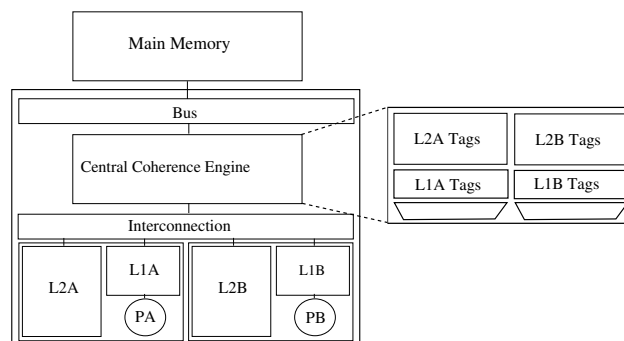 Main Memory
Bus
Central Coherence Engine
L2A Tags
L2B Tags
L1A Tags
L1B Tags
Interconnection
L2A
L1A
L2B
L1B
PA
PB